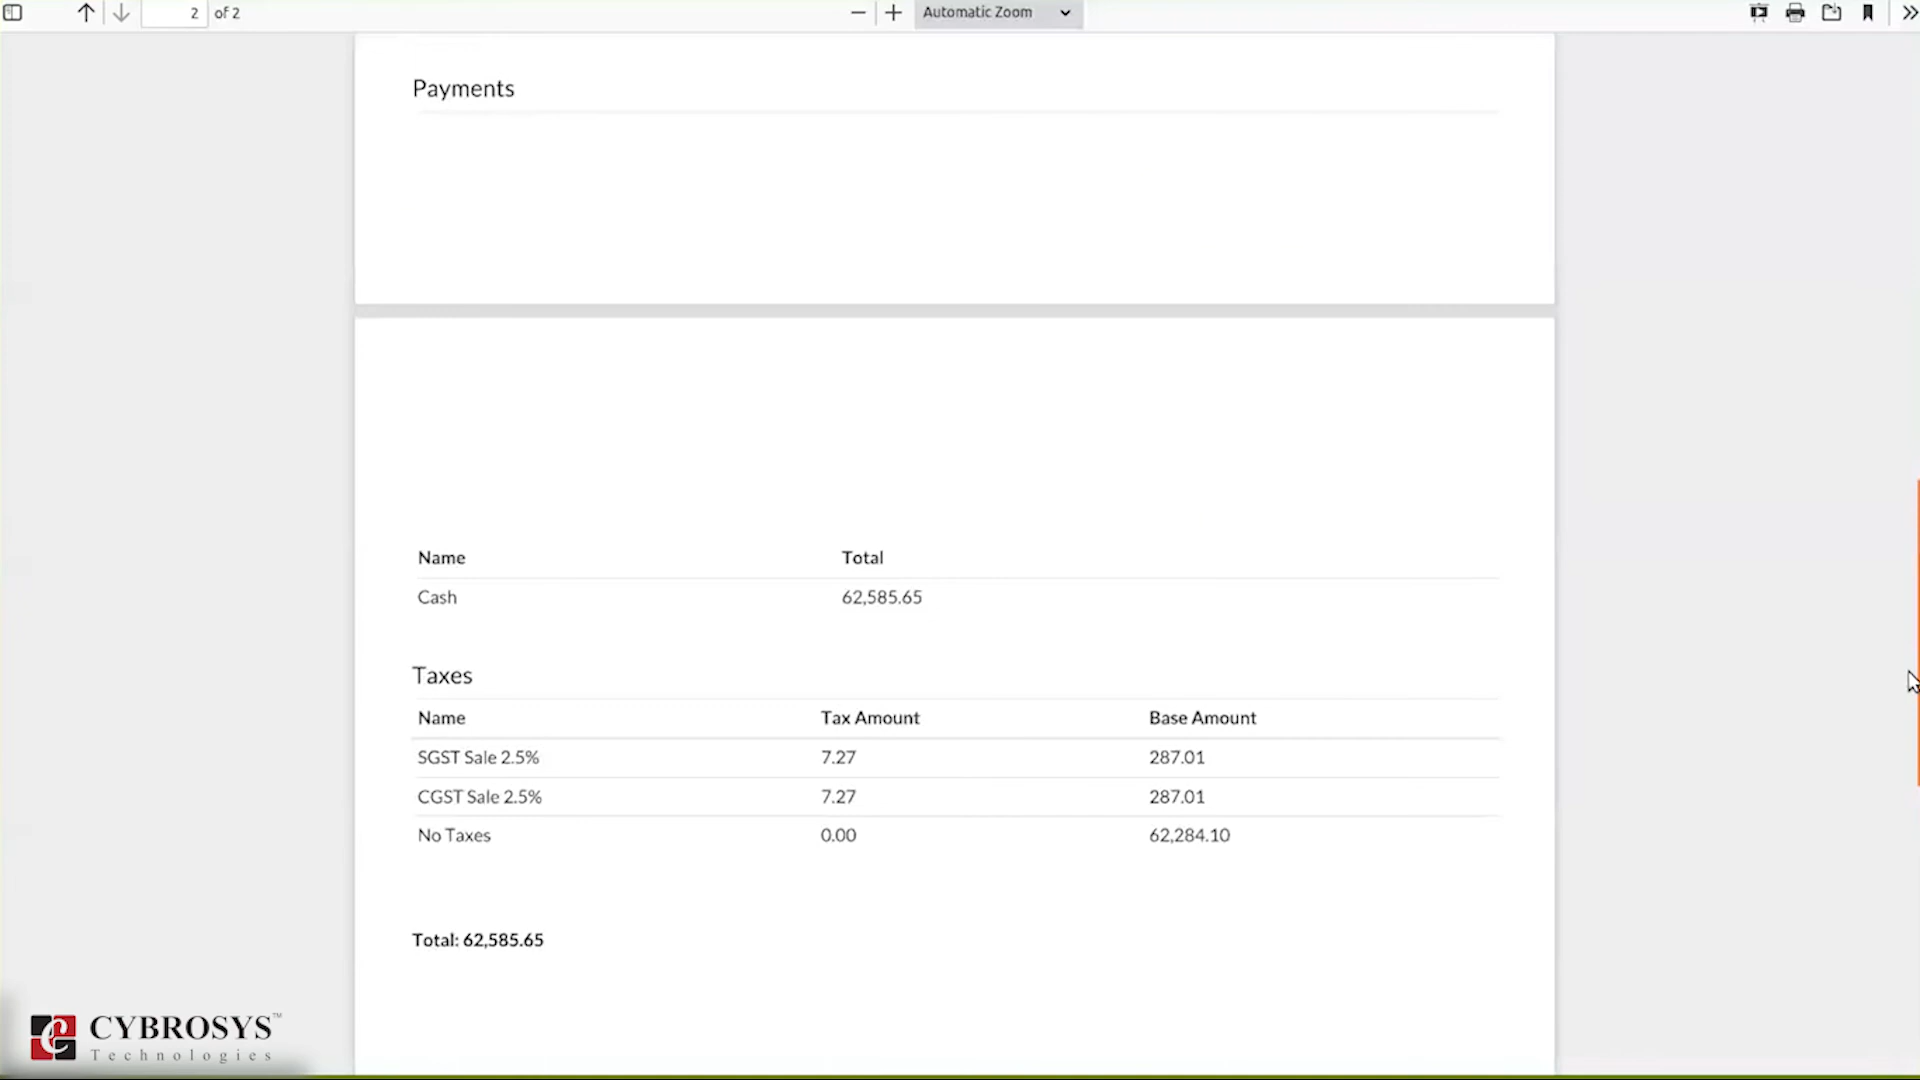 2 of 2
Automatic Zoom
Payments
Name Total
Cash 62,585.65
Taxes
Name Tax Amount Base Amount
SGST Sale 2.5% 7.27 287.01
CGST Sale 2.5% 7.27 287.01
No Taxes 0.00 62,284.10
Total: 62,585.65
CYBROSYS™
Technologies